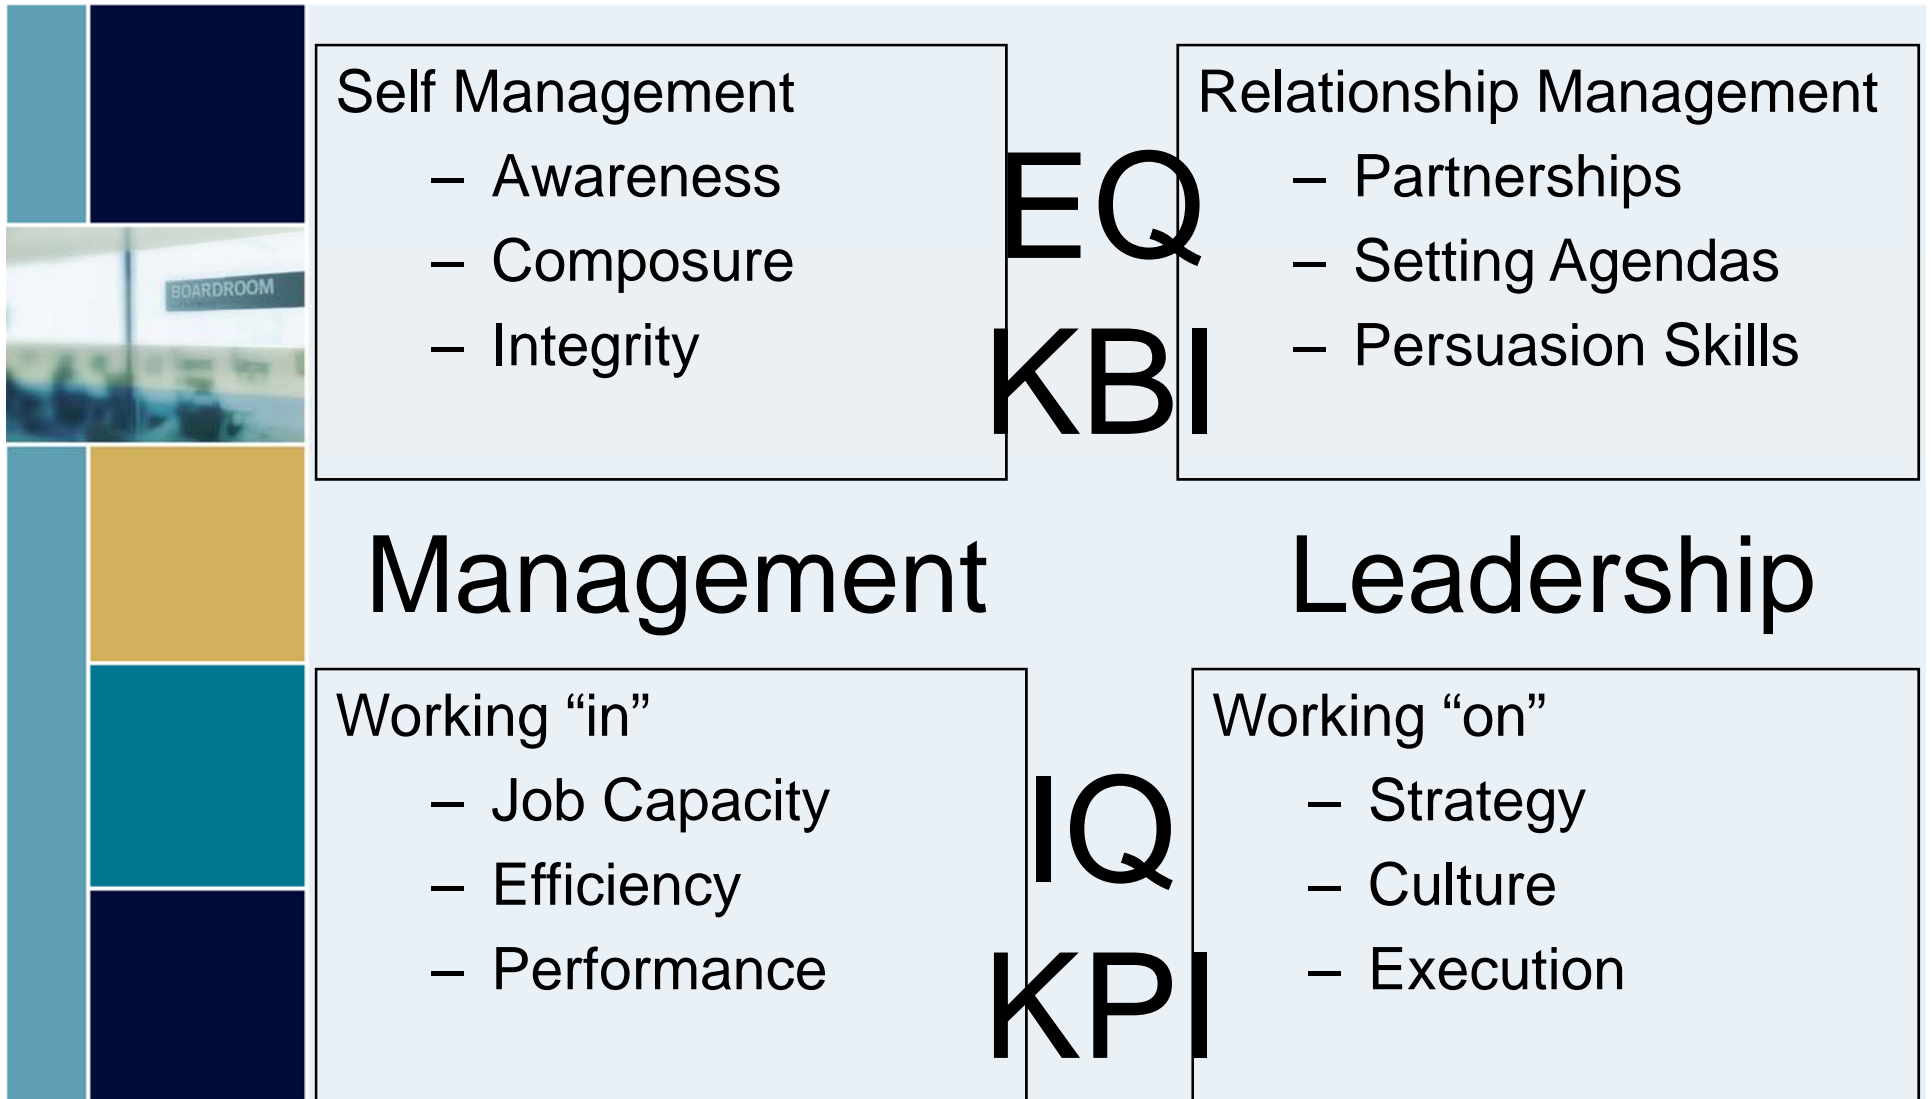 Self Management
– Awareness
– Composure
– Integrity
EQ
KBI
Relationship Management
– Partnerships
– Setting Agendas
– Persuasion Skills
BOARDROOM
Management
Leadership
Working “in”
– Job Capacity
– Efficiency
– Performance
IQ
KPI
Working “on”
– Strategy
– Culture
– Execution